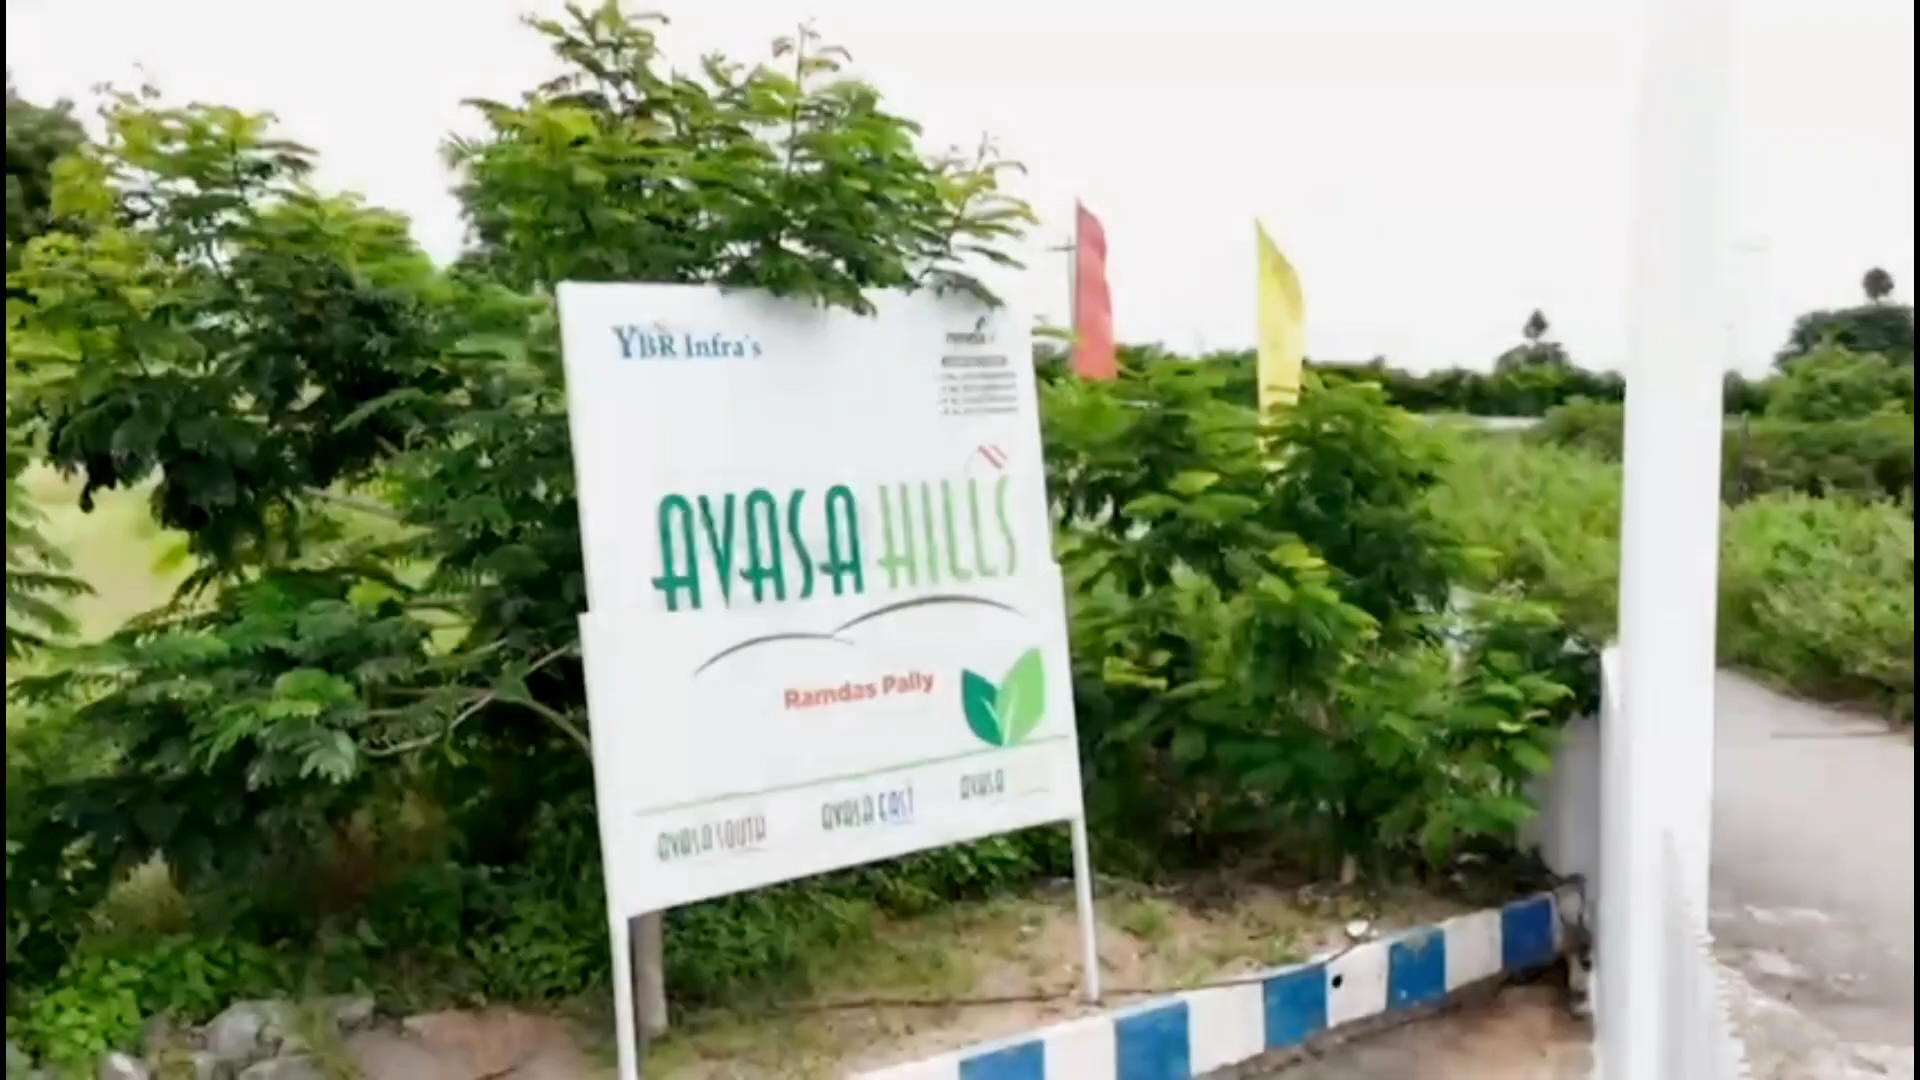 YBR Infra's
AVASA HILLS
Ramdas Pally
AVASA SOUTH
AVASA EAST
AVASA